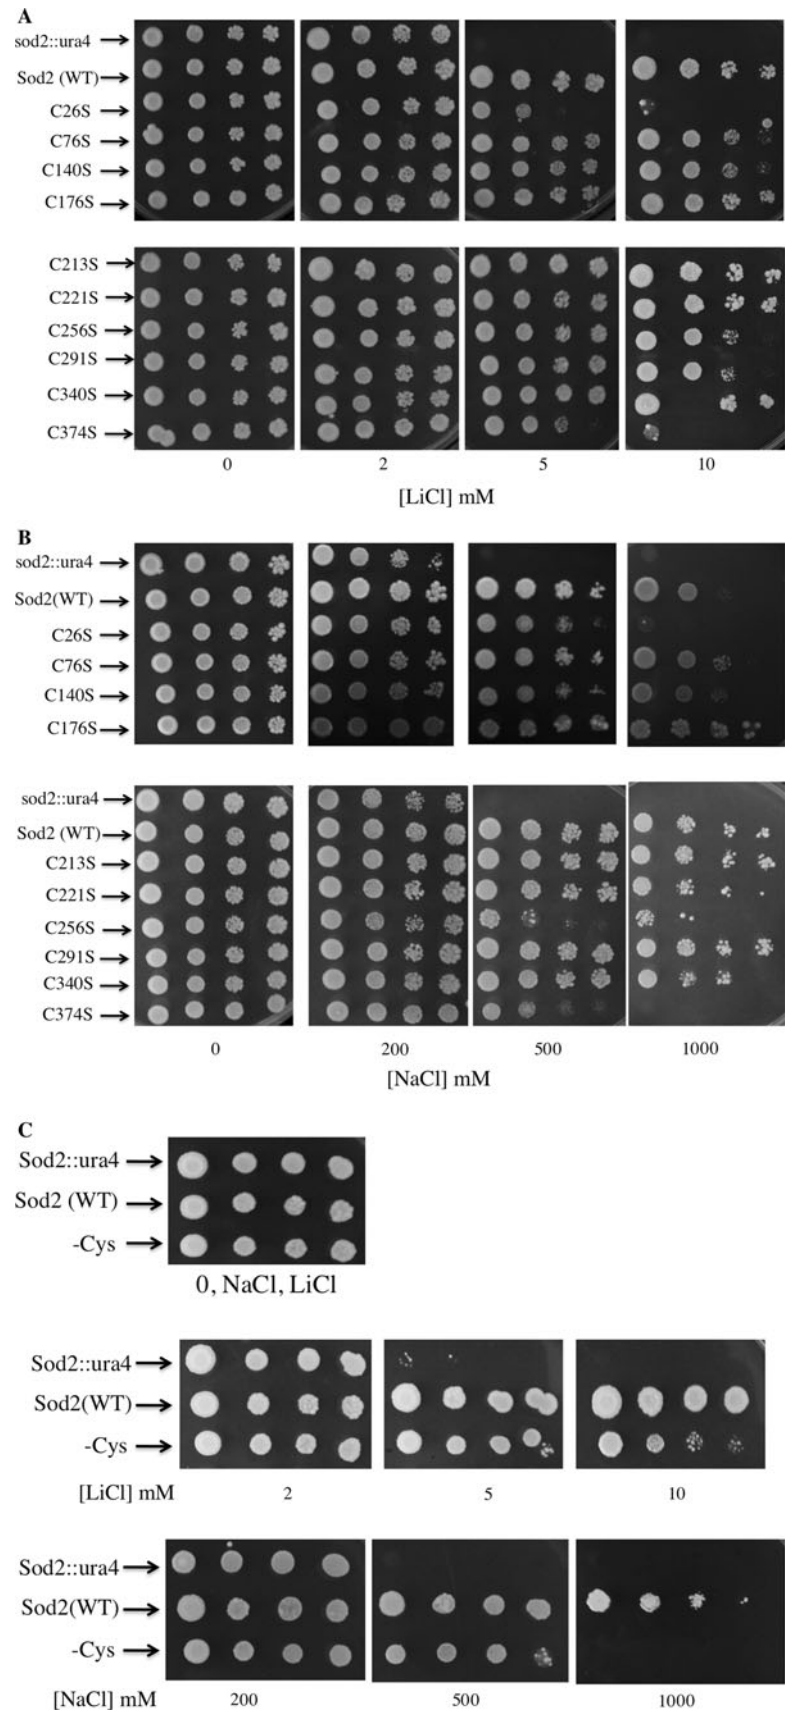 A
sod2::ura4
Sod2 (WT)
C26S
C76S
C140S
C176S
C213S
C221S
C256S
C291S
C340S
C374S
0 2 5 10
[LiCl] mM
B
sod2::ura4
Sod2(WT)
C26S
C76S
C140S
C176S
sod2::ura4
Sod2 (WT)
C213S
C221S
C256S
C291S
C340S
C374S
0 200 500 1000
[NaCl] mM
C
Sod2::ura4
Sod2 (WT)
-Cys
0, NaCl, LiCl
Sod2::ura4
Sod2(WT)
-Cys
[LiCl] mM 2 5 10
Sod2::ura4
Sod2(WT)
-Cys
[NaCl] mM 200 500 1000